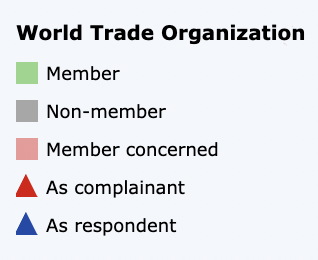 World Trade Organization
Member
Non-member
Member concerned
As complainant
As respondent